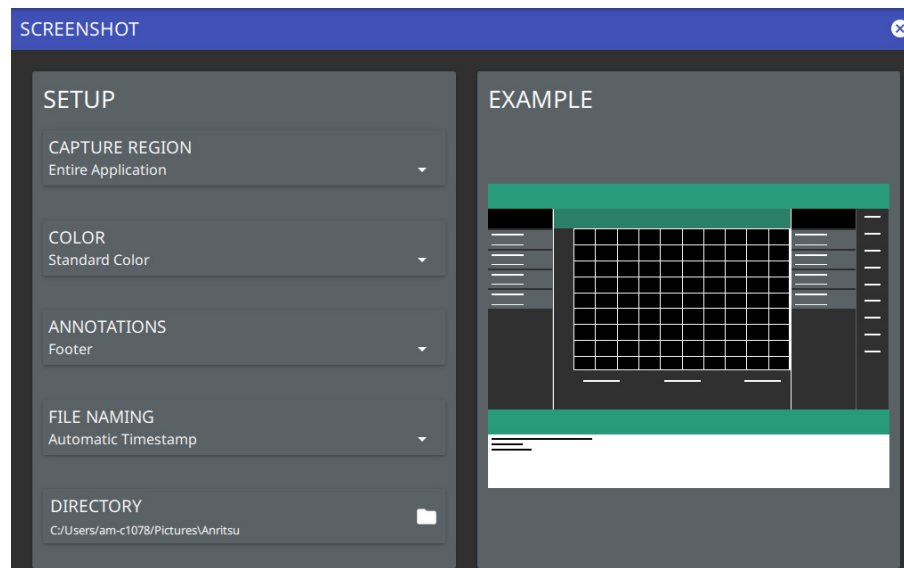 SCREENSHOT
SETUP
CAPTURE REGION
Entire Application
COLOR
Standard Color
ANNOTATIONS
Footer
FILE NAMING
Automatic Timestamp
DIRECTORY
C:/Users/am-c1078/Pictures\Anritsu
EXAMPLE